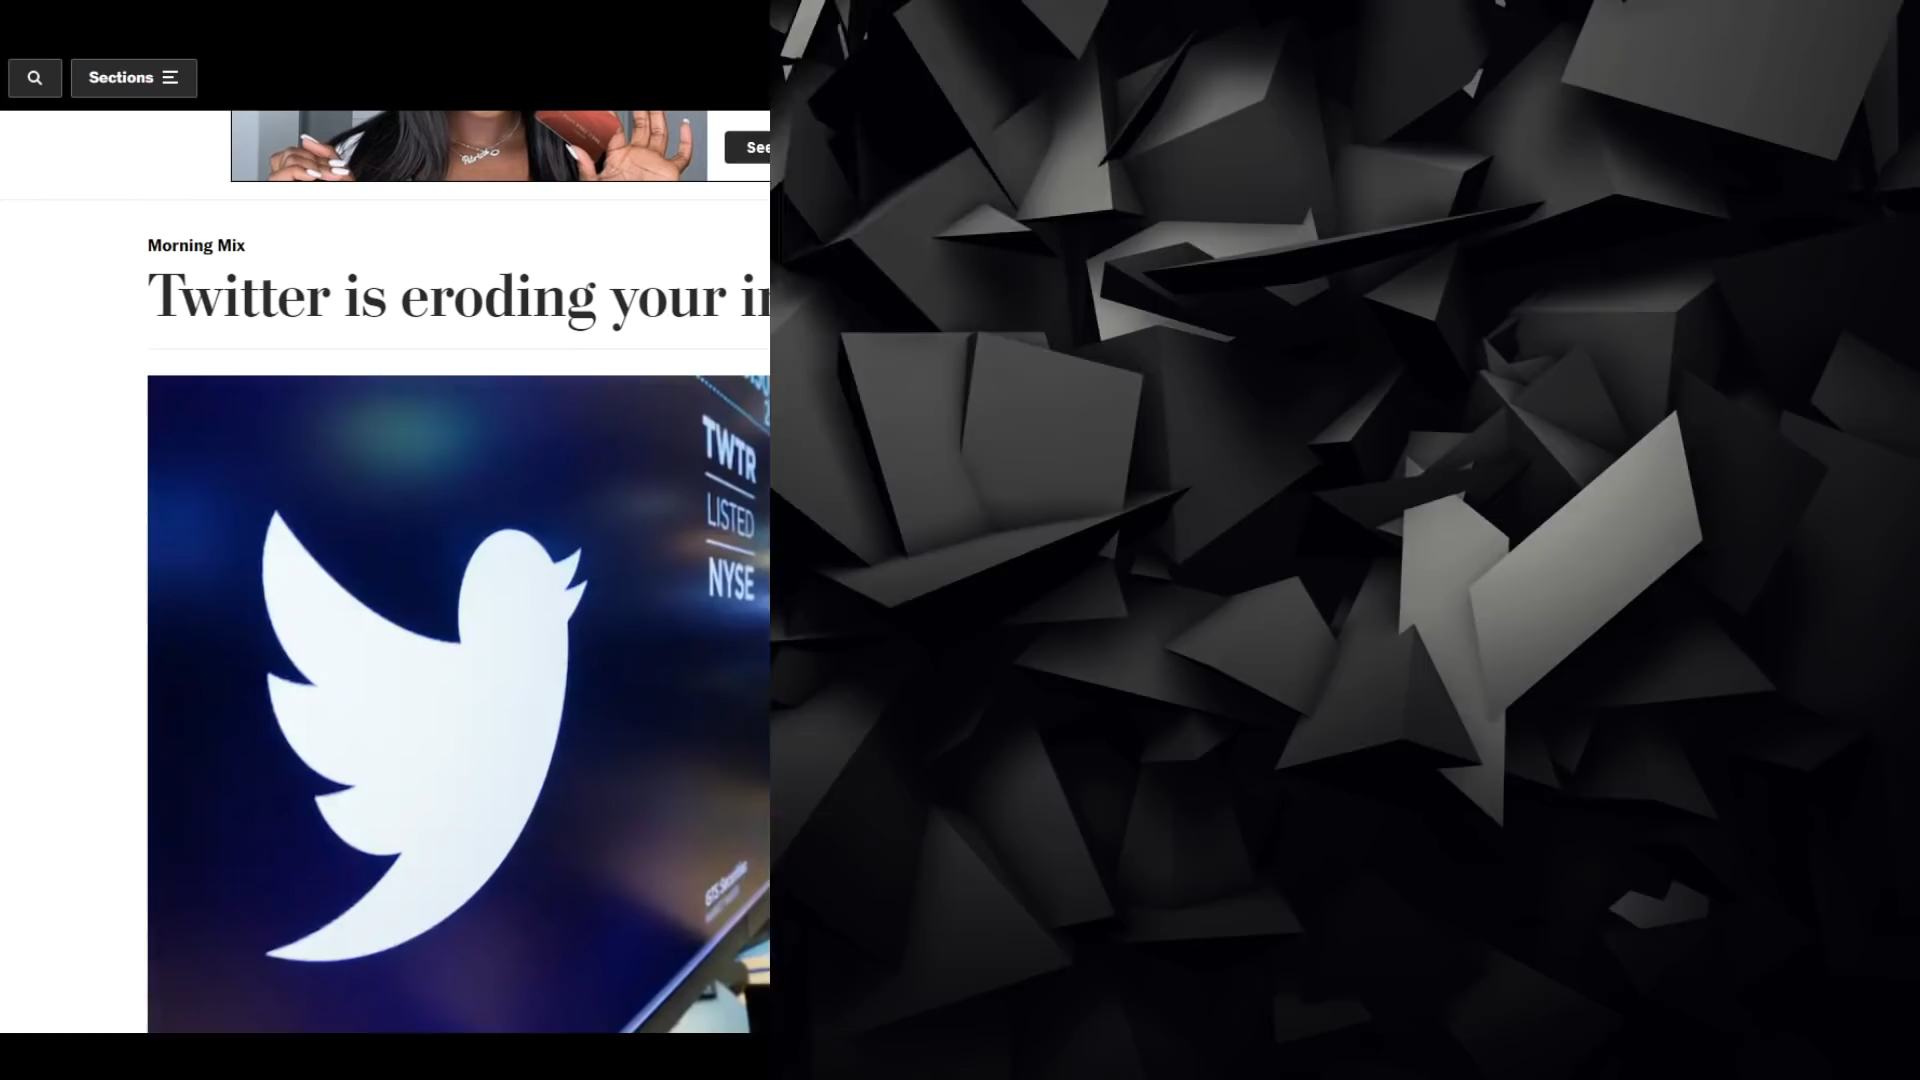 Sections
See
Morning Mix
Twitter is eroding your
TWTR
LISTED
NYSE